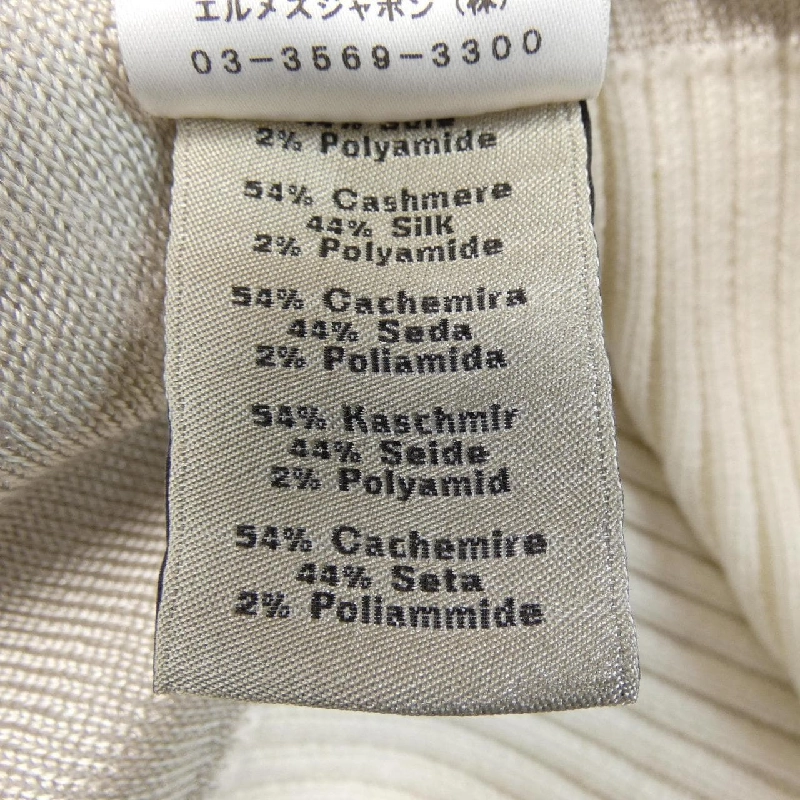 エルメスジャポン(株)
03-3569-3300
44% Soie
2% Polyamide
54% Cashmere
44% Silk
2% Polyamide
54% Cachemira
44% Seda
2% Poliamida
54% Kaschmir
44% Seide
2% Polyamid
54% Cachemire
44% Seta
2% Poliammide